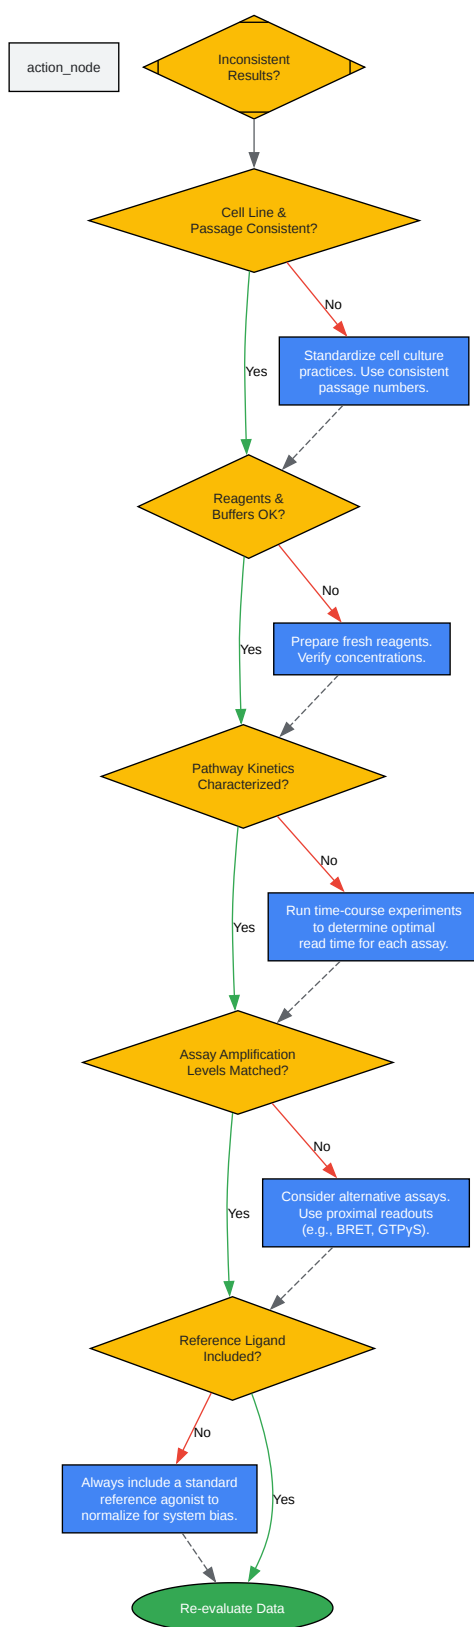 action_node
Inconsistent
Results?
Cell Line &
Passage Consistent?
No
Yes
Standardize cell culture
practices. Use consistent
passage numbers.
Reagents &
Buffers OK?
No
Yes
Prepare fresh reagents.
Verify concentrations.
Pathway Kinetics
Characterized?
No
Yes
Run time-course experiments
to determine optimal
read time for each assay.
Assay Amplification
Levels Matched?
No
Yes
Consider alternative assays.
Use proximal readouts
(e.g., BRET, GTPγS).
Reference Ligand
Included?
No
Yes
Always include a standard
reference agonist to
normalize for system bias.
Re-evaluate Data